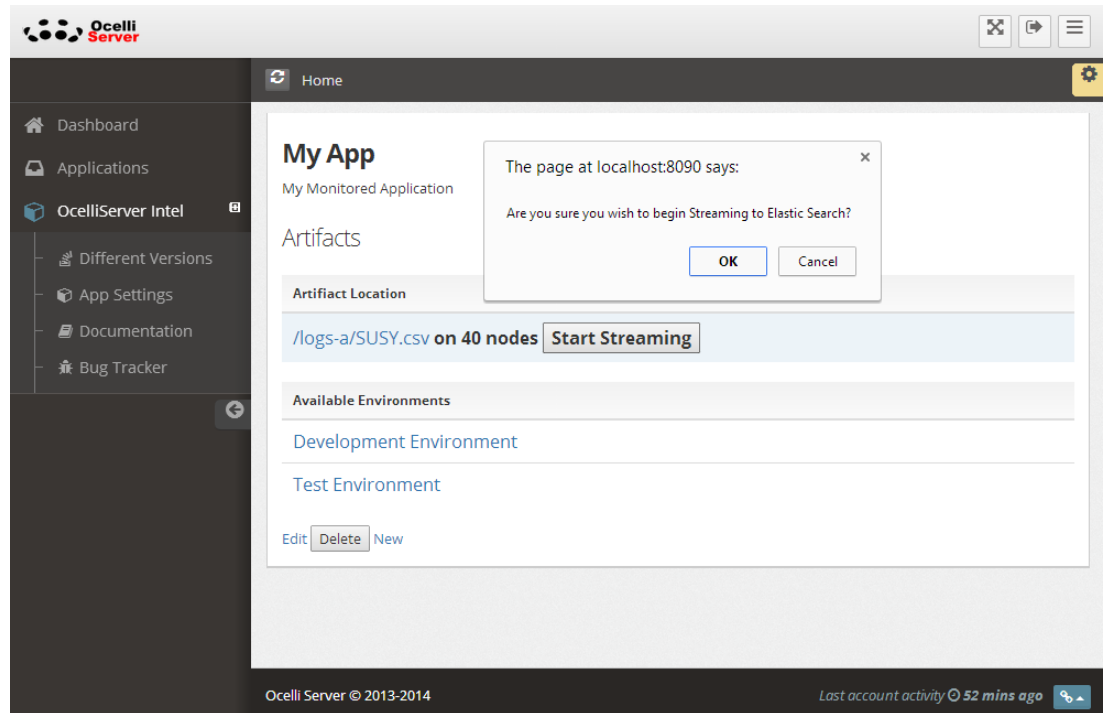 Ocelli
Server
Home
Dashboard
Applications
OcelliServer Intel
Different Versions
App Settings
Documentation
Bug Tracker
My App
My Monitored Application
The page at localhost:8090 says:
Are you sure you wish to begin Streaming to Elastic Search?
OK Cancel
Artifacts
Artifiact Location
/logs-a/SUSY.csv on 40 nodes Start Streaming
Available Environments
Development Environment
Test Environment
Edit Delete New
Ocelli Server © 2013-2014 Last account activity 52 mins ago